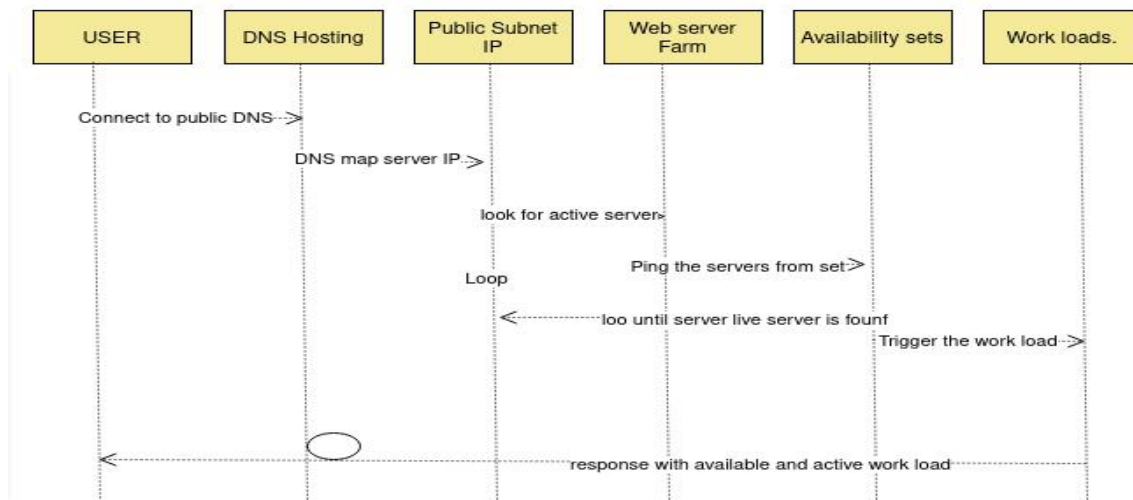 USER
DNS Hosting
Public Subnet
IP
Web server
Farm
Availability sets
Work loads.
Connect to public DNS
DNS map server IP
look for active server
Ping the servers from set
Loop
loo until server live server is founf
Trigger the work load
response with available and active work load